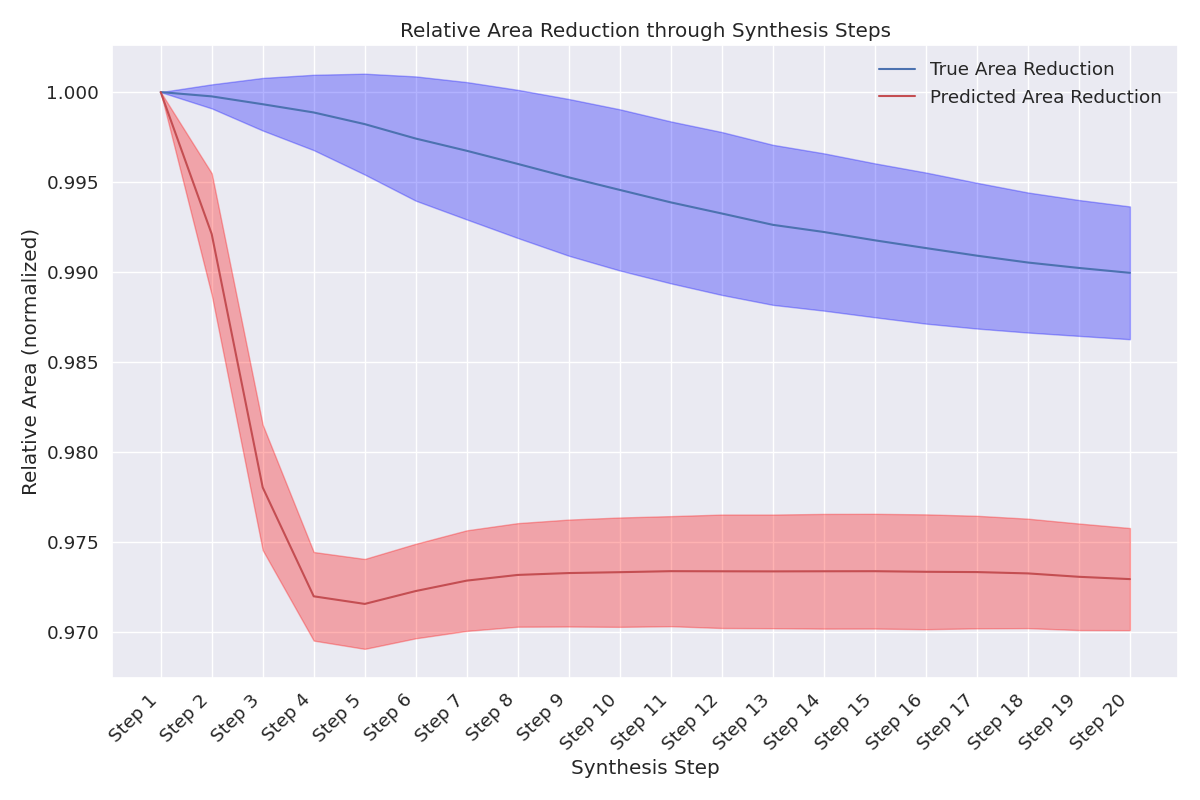 Relative Area Reduction through Synthesis Steps
True Area Reduction
Predicted Area Reduction
Relative Area (normalized)
1.000
0.995
0.990
0.985
0.980
0.975
0.970
Step 1
Step 2
Step 3
Step 4
Step 5
Step 6
Step 7
Step 8
Step 9
Step 10
Step 11
Step 12
Step 13
Step 14
Step 15
Step 16
Step 17
Step 18
Step 19
Step 20
Synthesis Step